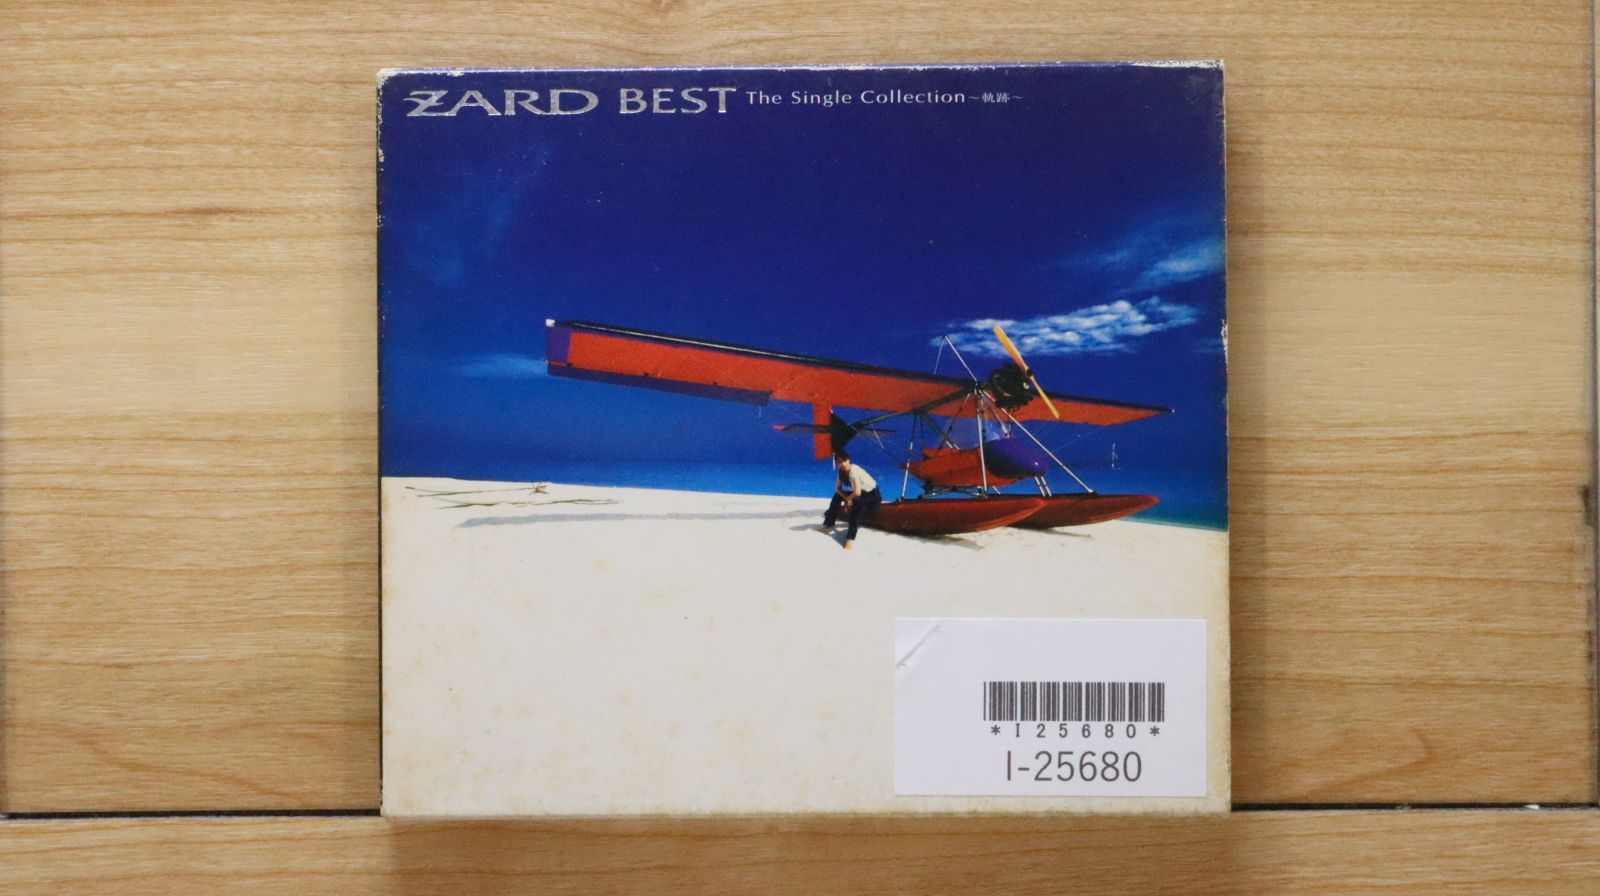 ZARD BEST The Single Collection～軌跡～
*I25680*
I-25680